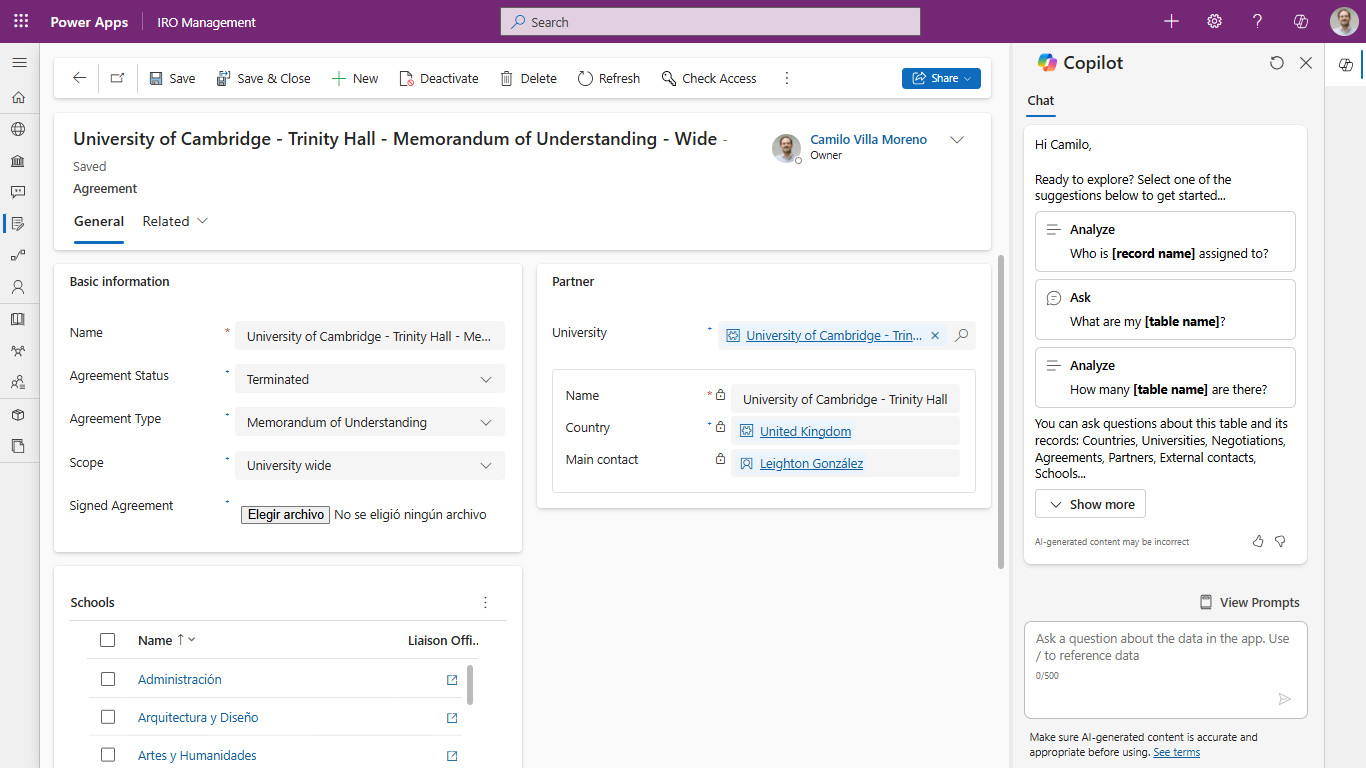 Power Apps
IRO Management
Search
Save
Save & Close
New
Deactivate
Delete
Refresh
Check Access
Share
University of Cambridge - Trinity Hall - Memorandum of Understanding - Wide -
Saved
Agreement
Camilo Villa Moreno
Owner
General
Related
Basic information
Name *
University of Cambridge - Trinity Hall - Me...
Agreement Status +
Terminated
Agreement Type +
Memorandum of Understanding
Scope +
University wide
Signed Agreement +
Elegir archivo No se eligió ningún archivo
Partner
University +
University of Cambridge - Trin...
Name *
University of Cambridge - Trinity Hall
Country +
United Kingdom
Main contact
Leighton González
Schools
Name ↑
Liaison Offi..
Administración
Arquitectura y Diseño
Artes y Humanidades
Copilot
Chat
Hi Camilo,
Ready to explore? Select one of the
suggestions below to get started...
Analyze
Who is [record name] assigned to?
Ask
What are my [table name]?
Analyze
How many [table name] are there?
You can ask questions about this table and its
records: Countries, Universities, Negotiations,
Agreements, Partners, External contacts,
Schools...
Show more
AI-generated content may be incorrect
View Prompts
Ask a question about the data in the app. Use
/ to reference data
0/500
Make sure AI-generated content is accurate and
appropriate before using. See terms